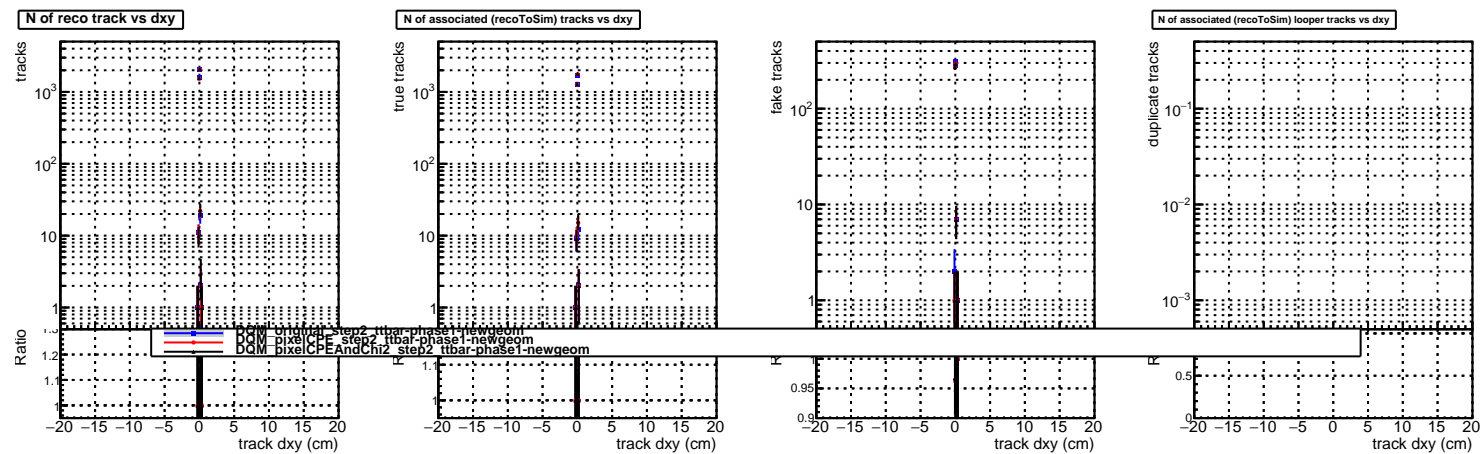 N of reco track vs dxy
tracks
10³
10²
10
1
Ratio
1.2
1.1
1
−20 −15 −10 −5 0 5 10 15 20
track dxy (cm)
N of associated (recoToSim) tracks vs dxy
true tracks
10³
10²
10
1
1.1
1
−20 −15 −10 −5 0 5 10 15 20
track dxy (cm)
fake tracks
10²
10
1
0.95
0.9
−20 −15 −10 −5 0 5 10 15 20
track dxy (cm)
N of associated (recoToSim) looper tracks vs dxy
duplicate tracks
10⁻¹
10⁻²
10⁻³
0.5
0
−20 −15 −10 −5 0 5 10 15 20
track dxy (cm)
DQM_original_step2_ttbar-phase1-newgeom
DQM_pixelCPE_step2_ttbar-phase1-newgeom
DQM_pixelCPEAndChi2_step2_ttbar-phase1-newgeom